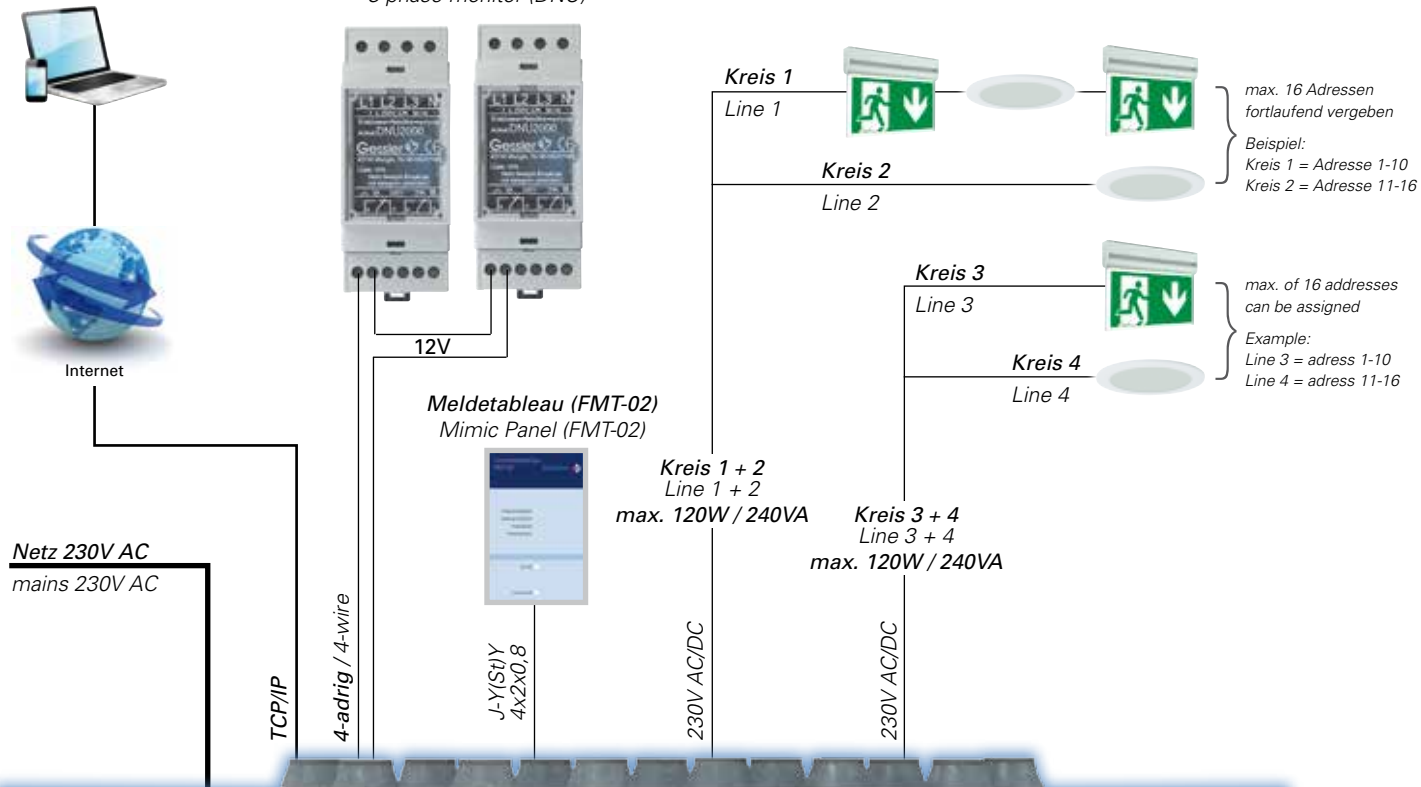 3-phase monitor (DNU)
L1 L2 L3 N
DNU2000
Gessler CE
L1 L2 L3 N
DNU2000
Gessler CE
12V
Internet
Meldetableau (FMT-02)
Mimic Panel (FMT-02)
Netz 230V AC
mains 230V AC
TCP/IP
4-adrig / 4-wire
J-Y(St)Y
4x2x0,8
Kreis 1
Line 1
Kreis 2
Line 2
max. 16 Adressen
fortlaufend vergeben
Beispiel:
Kreis 1 = Adresse 1-10
Kreis 2 = Adresse 11-16
Kreis 3
Line 3
Kreis 4
Line 4
max. of 16 addresses
can be assigned
Example:
Line 3 = adress 1-10
Line 4 = adress 11-16
Kreis 1 + 2
Line 1 + 2
max. 120W / 240VA
Kreis 3 + 4
Line 3 + 4
max. 120W / 240VA
230V AC/DC
230V AC/DC